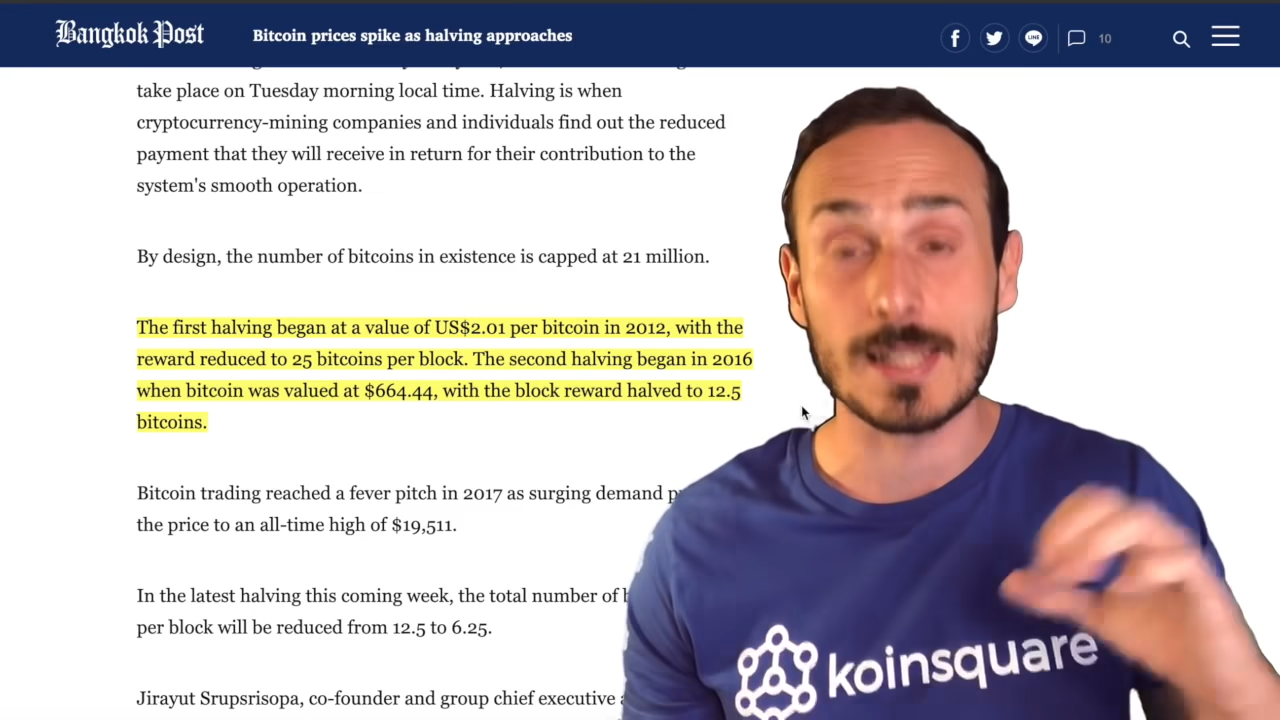 Bangkok Post
Bitcoin prices spike as halving approaches
10
take place on Tuesday morning local time. Halving is when
cryptocurrency-mining companies and individuals find out the reduced
payment that they will receive in return for their contribution to the
system's smooth operation.
By design, the number of bitcoins in existence is capped at 21 million.
The first halving began at a value of US$2.01 per bitcoin in 2012, with the
reward reduced to 25 bitcoins per block. The second halving began in 2016
when bitcoin was valued at $664.44, with the block reward halved to 12.5
bitcoins.
Bitcoin trading reached a fever pitch in 2017 as surging demand
the price to an all-time high of $19,511.
In the latest halving this coming week, the total number of
per block will be reduced from 12.5 to 6.25.
Jirayut Srupsrisopa, co-founder and group chief executive
koinsquare